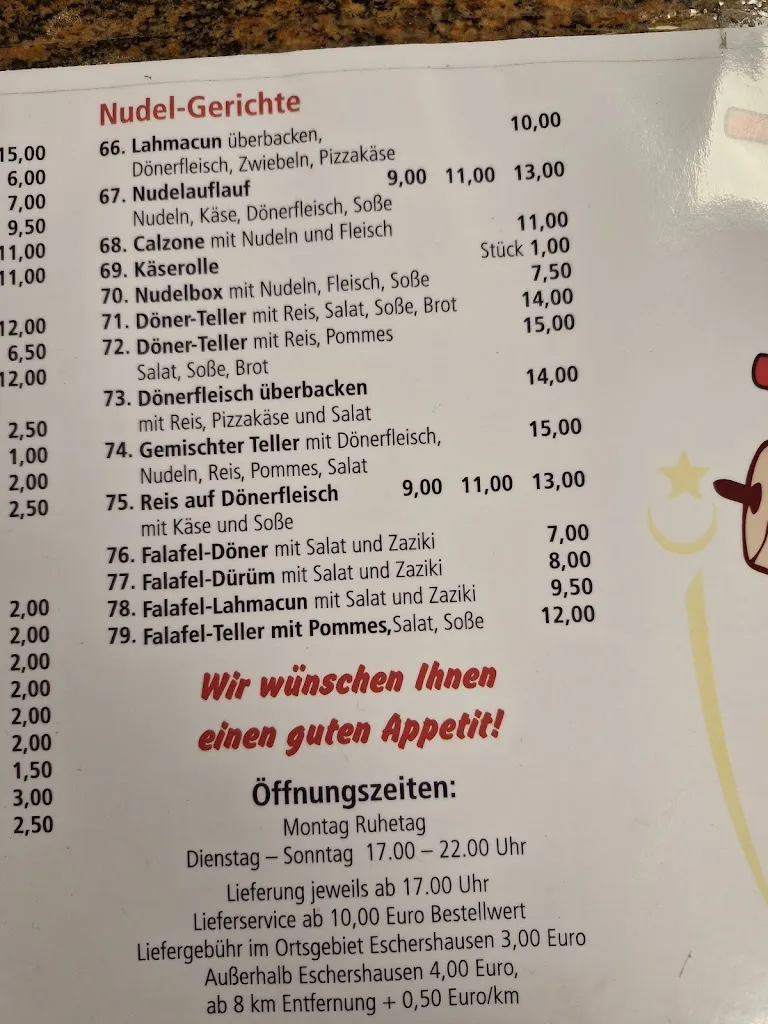 15,00
6,00
7,00
9,50
11,00
11,00
12,00
6,50
12,00
2,50
1,00
2,00
2,50
2,00
2,00
2,00
2,00
2,00
2,00
1,50
3,00
2,50
Nudel-Gerichte
66. Lahmacun überbacken, 10,00
Dönerfleisch, Zwiebeln, Pizzakäse
67. Nudelauflauf 9,00 11,00 13,00
Nudeln, Käse, Dönerfleisch, Soße
68. Calzone mit Nudeln und Fleisch 11,00
69. Käserolle Stück 1,00
70. Nudelbox mit Nudeln, Fleisch, Soße 7,50
71. Döner-Teller mit Reis, Salat, Soße, Brot 14,00
72. Döner-Teller mit Reis, Pommes 15,00
Salat, Soße, Brot
73. Dönerfleisch überbacken 14,00
mit Reis, Pizzakäse und Salat
74. Gemischter Teller mit Dönerfleisch, 15,00
Nudeln, Reis, Pommes, Salat
75. Reis auf Dönerfleisch 9,00 11,00 13,00
mit Käse und Soße
76. Falafel-Döner mit Salat und Zaziki 7,00
77. Falafel-Dürüm mit Salat und Zaziki 8,00
78. Falafel-Lahmacun mit Salat und Zaziki 9,50
79. Falafel-Teller mit Pommes,Salat, Soße 12,00
Wir wünschen Ihnen
einen guten Appetit!
Öffnungszeiten:
Montag Ruhetag
Dienstag – Sonntag 17.00 – 22.00 Uhr
Lieferung jeweils ab 17.00 Uhr
Lieferservice ab 10,00 Euro Bestellwert
Liefergebühr im Ortsgebiet Eschershausen 3,00 Euro
Außerhalb Eschershausen 4,00 Euro,
ab 8 km Entfernung + 0,50 Euro/km